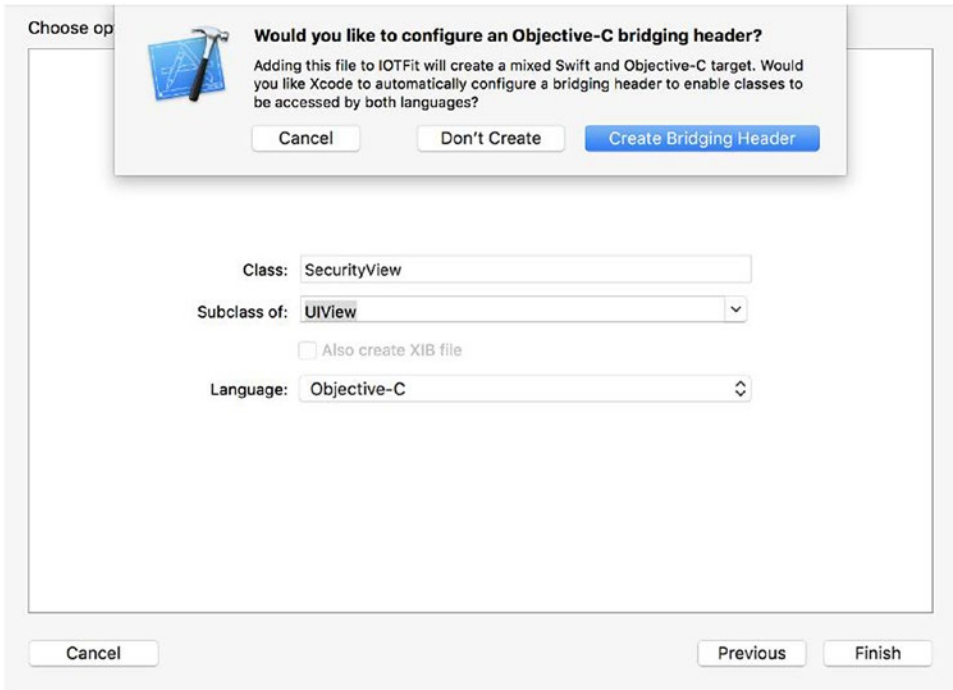 Choose op
Would you like to configure an Objective-C bridging header?
Adding this file to IOTFit will create a mixed Swift and Objective-C target. Would
you like Xcode to automatically configure a bridging header to enable classes to
be accessed by both languages?
Cancel
Don't Create
Create Bridging Header
Class:
SecurityView
Subclass of:
UIView
Also create XIB file
Language:
Objective-C
Cancel
Previous
Finish